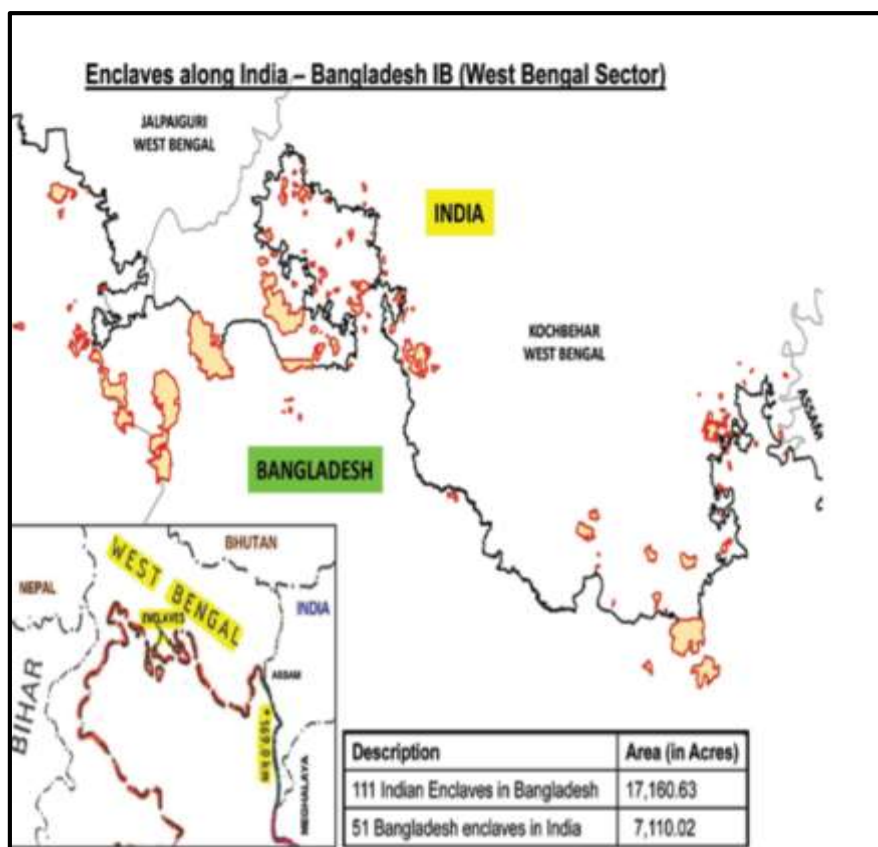 Enclaves along India – Bangladesh IB (West Bengal Sector)
JALPAIGURI
WEST BENGAL
INDIA
KOCHBEHAR
WEST BENGAL
ASSAM
BANGLADESH
BHUTAN
WEST BENGAL
NEPAL
INDIA
ENCLAVES
ASSAM
BIHAR
MEGHALAYA
Description Area (in Acres)
111 Indian Enclaves in Bangladesh 17,160.63
51 Bangladesh enclaves in India 7,110.02